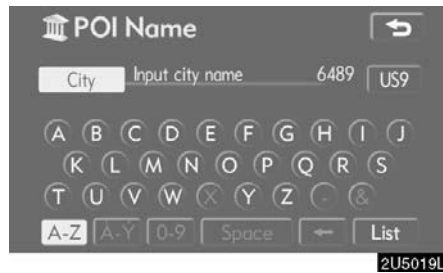 POI Name
City Input city name 6489 US9
A B C D E F G H I J
K L M N O P Q R S
T U V W X Y Z - &
A-Z À-Ý 0-9 Space ← List
2U5019L